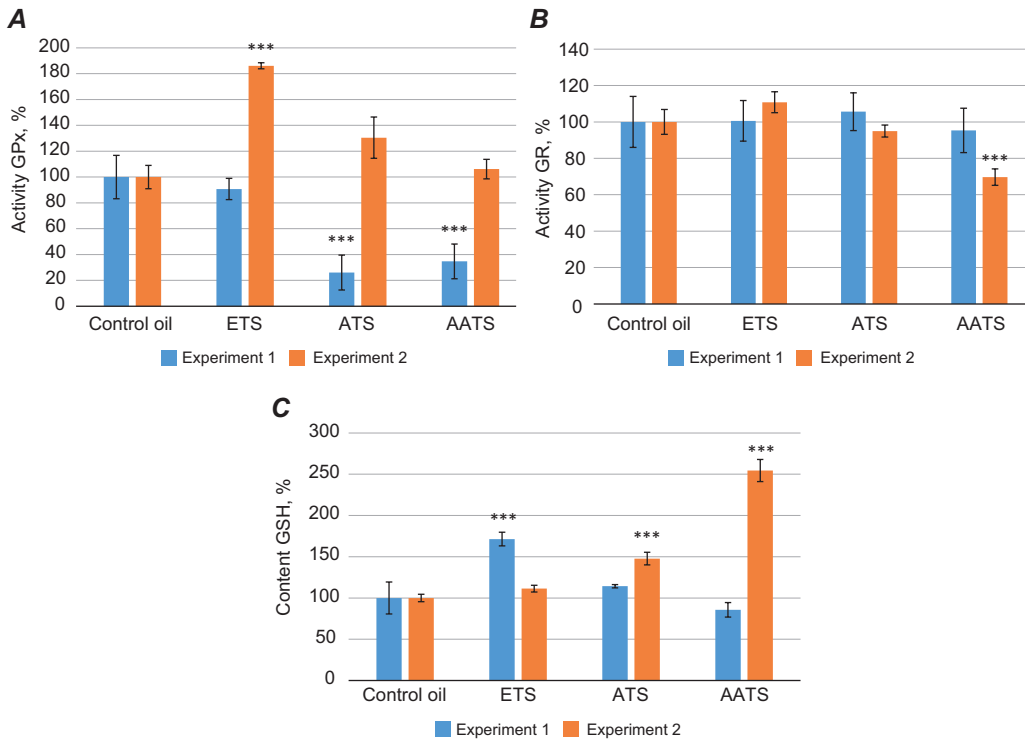 A
Activity GPx, %
200
180
160
140
120
100
80
60
40
20
0
***
***
***
Control oil ETS ATS AATS
Experiment 1 Experiment 2
B
Activity GR, %
140
120
100
80
60
40
20
0
***
Control oil ETS ATS AATS
Experiment 1 Experiment 2
C
Content GSH, %
300
250
200
150
100
50
0
***
***
***
Control oil ETS ATS AATS
Experiment 1 Experiment 2